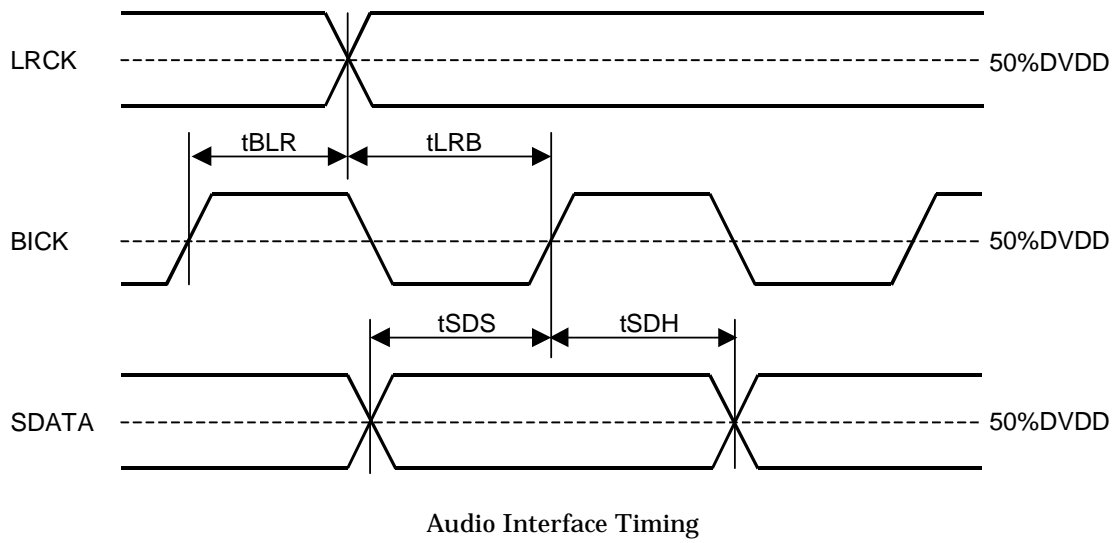 LRCK
50%DVDD
tBLR
tLRB
BICK
50%DVDD
tSDS
tSDH
SDATA
50%DVDD
Audio Interface Timing